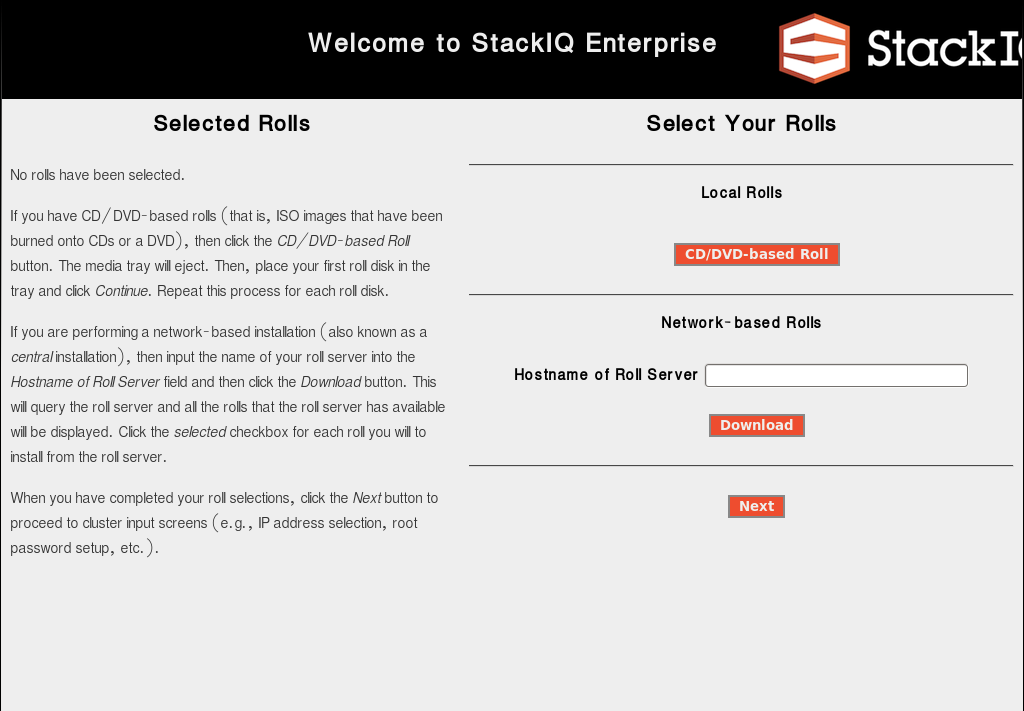 Welcome to StackIQ Enterprise
StackI
Selected Rolls
No rolls have been selected.
If you have CD/DVD-based rolls (that is, ISO images that have been
burned onto CDs or a DVD), then click the CD/DVD-based Roll
button. The media tray will eject. Then, place your first roll disk in the
tray and click Continue. Repeat this process for each roll disk.
If you are performing a network-based installation (also known as a
central installation), then input the name of your roll server into the
Hostname of Roll Server field and then click the Download button. This
will query the roll server and all the rolls that the roll server has available
will be displayed. Click the selected checkbox for each roll you will to
install from the roll server.
When you have completed your roll selections, click the Next button to
proceed to cluster input screens (e.g., IP address selection, root
password setup, etc.).
Select Your Rolls
Local Rolls
CD/DVD-based Roll
Network-based Rolls
Hostname of Roll Server
Download
Next